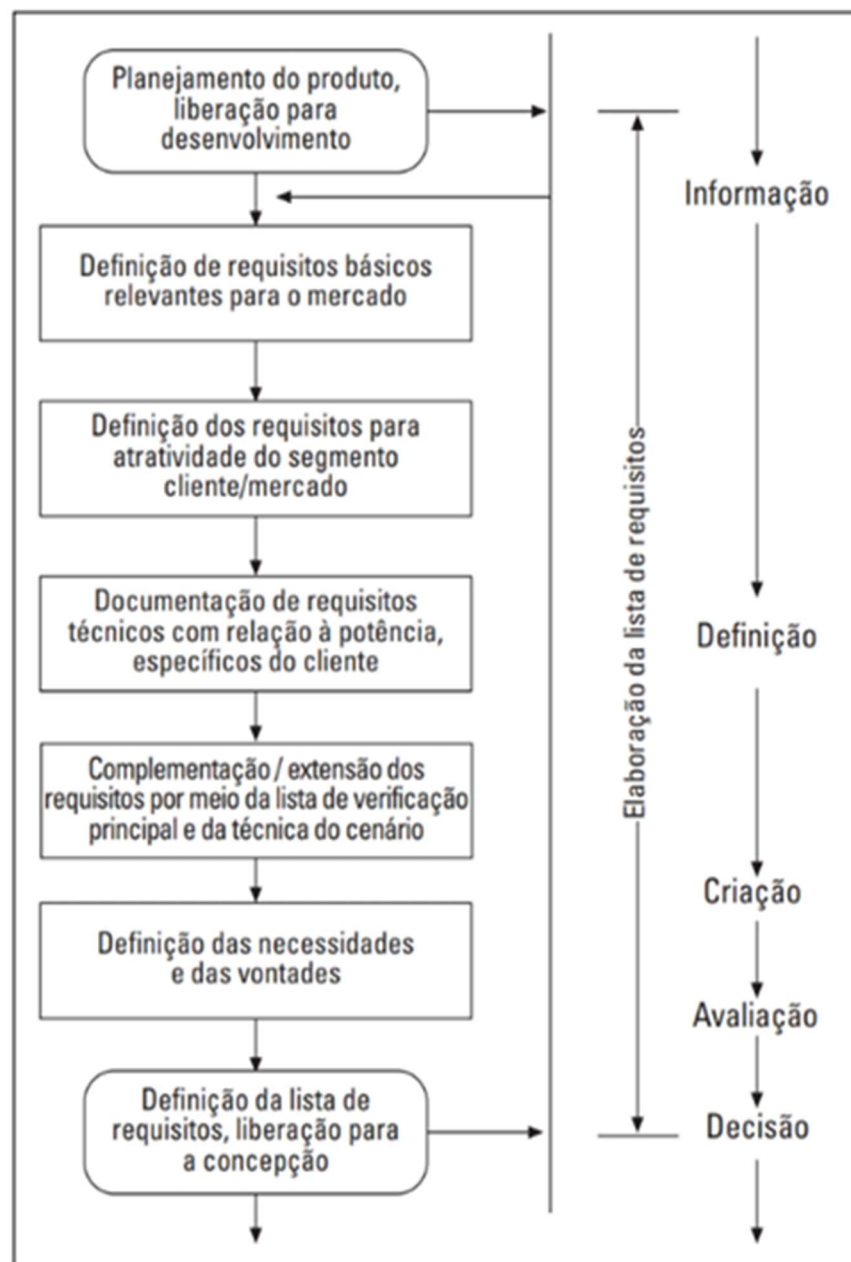 Planejamento do produto,
liberação para
desenvolvimento
Informação
Definição de requisitos básicos
relevantes para o mercado
Definição dos requisitos para
atratividade do segmento
cliente/mercado
Elaboração da lista de requisitos
Documentação de requisitos
técnicos com relação à potência,
específicos do cliente
Definição
Complementação / extensão dos
requisitos por meio da lista de verificação
principal e da técnica do cenário
Criação
Definição das necessidades
e das vontades
Avaliação
Definição da lista de
requisitos, liberação para
a concepção
Decisão